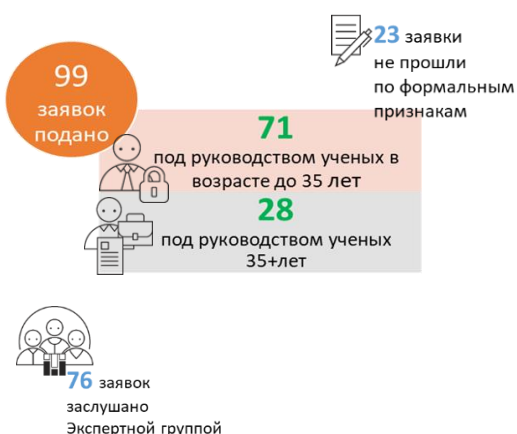 99
заявок
подано
23 заявки
не прошли
по формальным
признакам
71
под руководством ученых в
возрасте до 35 лет
28
под руководством ученых
35+лет
76 заявок
заслушано
Экспертной группой